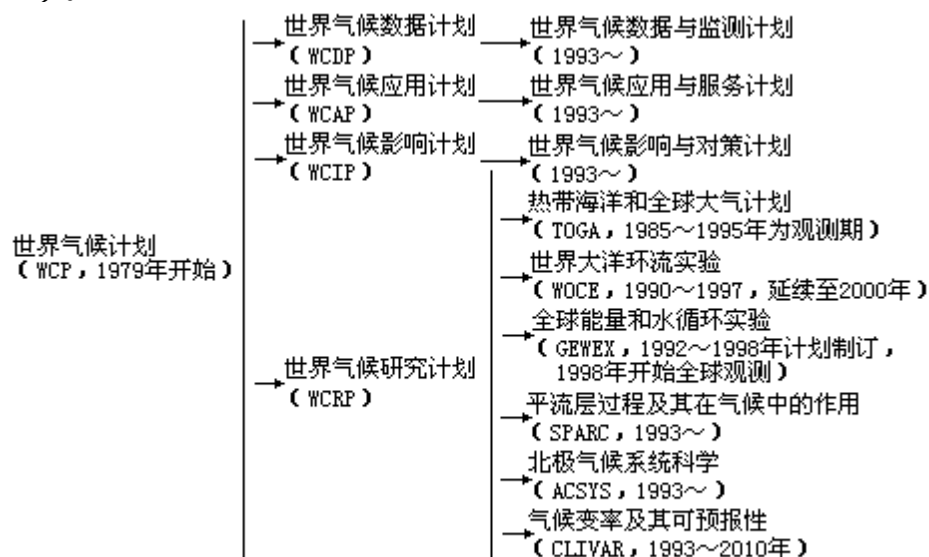 世界气候计划
(WCP，1979年开始)
世界气候数据计划
(WCDP)
世界气候数据与监测计划
(1993～)
世界气候应用计划
(WCAP)
世界气候应用与服务计划
(1993～)
世界气候影响计划
(WCIP)
世界气候影响与对策计划
(1993～)
世界气候研究计划
(WCRP)
热带海洋和全球大气计划
(TOGA，1985～1995年为观测期)
世界大洋环流实验
(WOCE，1990～1997，延续至2000年)
全球能量和水循环实验
(GEWEX，1992～1998年计划制订，
1998年开始全球观测)
平流层过程及其在气候中的作用
(SPARC，1993～)
北极气候系统科学
(ACSYS，1993～)
气候变率及其可预报性
(CLIVAR，1993～2010年)